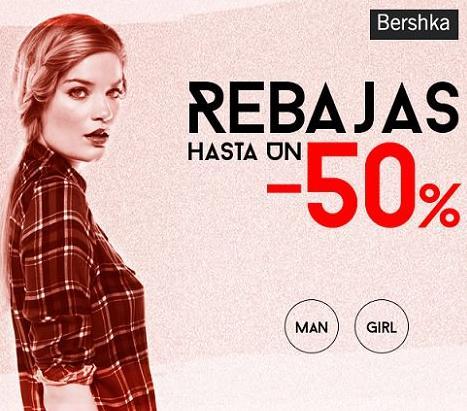 Bershka
REBAJAS
HASTA UN
-50%
MAN GIRL